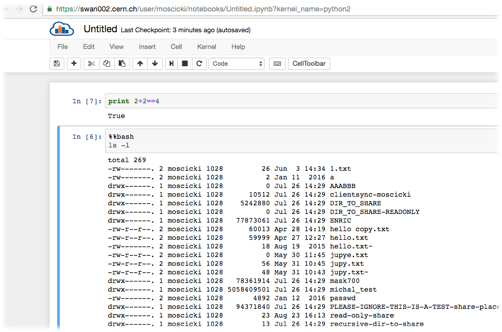 https://swan002.cern.ch/user/moscicki/notebooks/Untitled.ipynb?kernel_name=python2
Untitled Last Checkpoint: 3 minutes ago (autosaved)
File Edit View Insert Cell Kernel Help
Code CellToolbar
In [7]: print 2+2==4
True
In [6]: %%bash
ls -l
total 269
-rw-------. 2 moscicki 1028 26 Jun 3 14:34 1.txt
-rw-------. 2 moscicki 1028 2 Jan 11 2016 a
drwx------. 1 moscicki 1028 0 Jul 26 14:29 AAABBB
drwx------. 1 moscicki 1028 10512 Jul 26 14:29 clientsync-moscicki
drwx------. 1 moscicki 1028 5242880 Jul 26 14:29 DIR_TO_SHARE
drwx------. 1 moscicki 1028 0 Jul 26 14:29 DIR_TO_SHARE-READONLY
drwx------. 1 moscicki 1028 77873061 Jul 26 14:29 ENRIC
-rw-r--r--. 2 moscicki 1028 60013 Apr 28 14:19 hello copy.txt
-rw-r--r--. 2 moscicki 1028 59999 Apr 27 12:27 hello.txt
-rw-------. 2 moscicki 1028 18 Aug 19 2015 hello.txt~
-rw-------. 2 moscicki 1028 0 May 30 11:45 jupye.txt
-rw-------. 2 moscicki 1028 56 May 31 10:45 jupy.txt
-rw-------. 2 moscicki 1028 48 May 31 10:43 jupy.txt~
drwx------. 1 moscicki 1028 78361914 Jul 26 14:29 mask700
drwx------. 1 moscicki 1028 5058409501 Jul 26 14:29 michal_test
-rw-------. 2 moscicki 1028 4892 Jan 12 2016 passwd
drwx------. 1 moscicki 1028 94371840 Jul 26 14:29 PLEASE-IGNORE-THIS-IS-A-TEST-share-place
drwx------. 1 moscicki 1028 23 Aug 23 16:13 read-only-share
drwx------. 1 moscicki 1028 13 Jul 26 14:29 recursive-dir-to-share